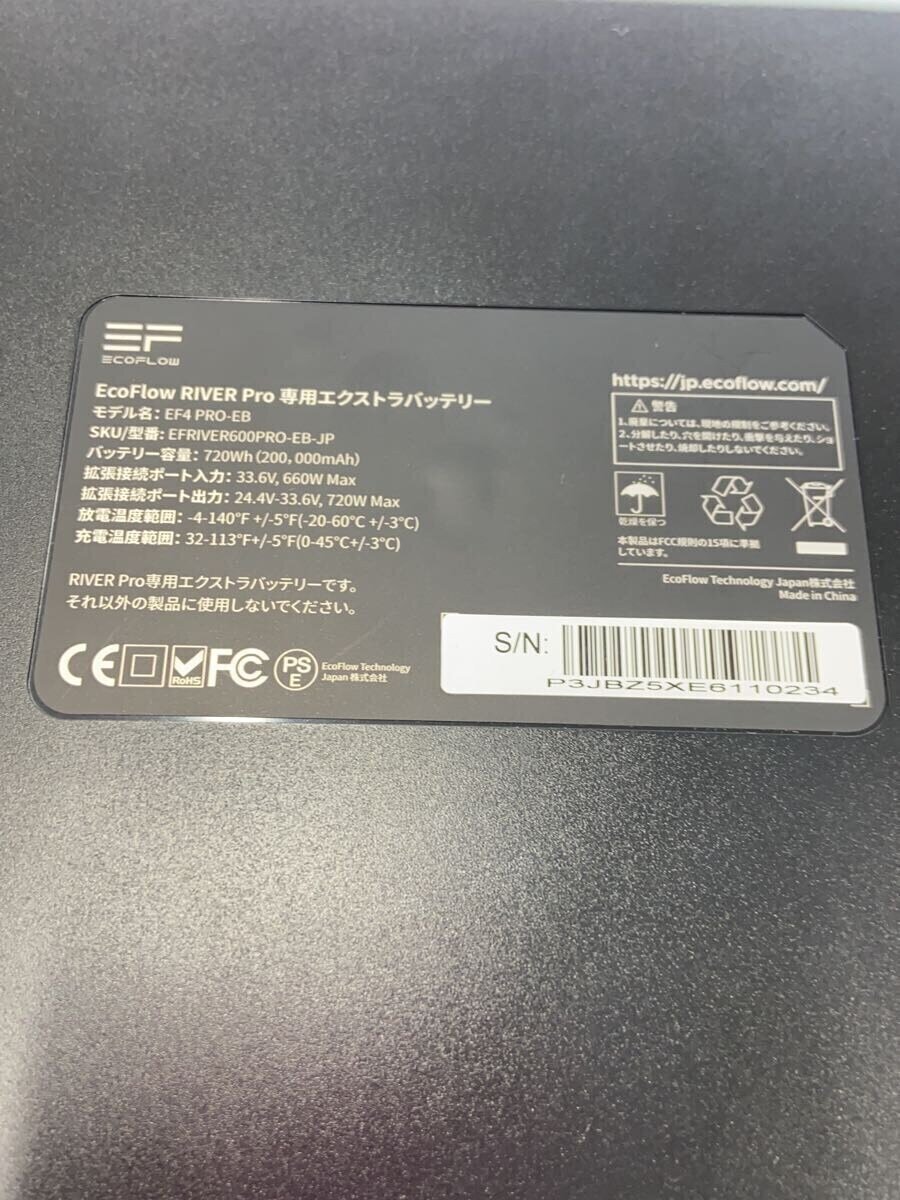 EF
ECOFLOW
EcoFlow RIVER Pro 専用エクストラバッテリー
モデル名: EF4 PRO-EB
SKU/型番: EFRIVER600PRO-EB-JP
バッテリー容量: 720Wh (200, 000mAh)
拡張接続ポート入力: 33.6V, 660W Max
拡張接続ポート出力: 24.4V-33.6V, 720W Max
放電温度範囲: -4-140°F +/-5°F(-20-60°C +/-3°C)
充電温度範囲: 32-113°F+/-5°F(0-45°C+/-3°C)
RIVER Pro専用エクストラバッテリーです。
それ以外の製品に使用しないでください。
CE
RoHS
FC
PS
E
EcoFlow Technology
Japan 株式会社
https://jp.ecoflow.com/
警告
1. 廃棄については、現地の規制をご参考ください。
2. 分解したり、穴を開けたり、衝撃を与えたり、ショ
ートさせたり、焼却したりしないでください。
乾燥を保つ
本製品はFCC規則の15項に準拠
しています。
EcoFlow Technology Japan株式会社
Made in China
S/N:
P3JBZ5XE6110234